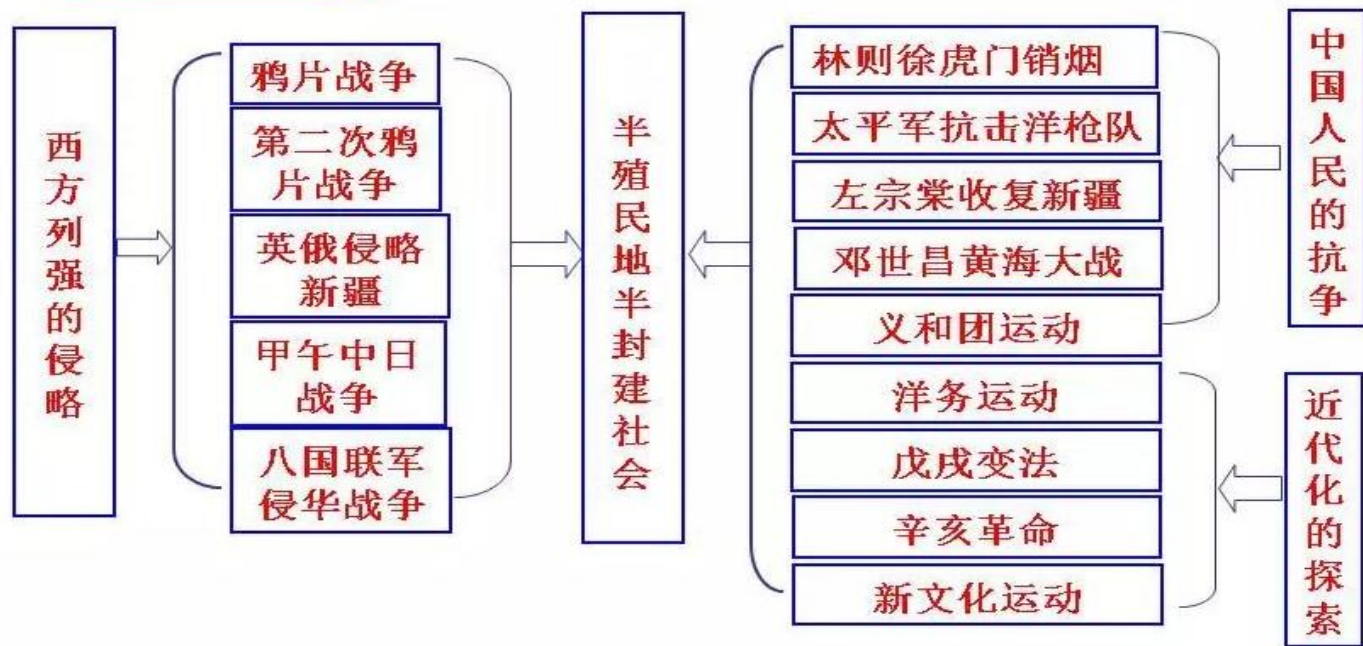 西方列强的侵略
鸦片战争
第二次鸦
片战争
英俄侵略
新疆
甲午中日
战争
八国联军
侵华战争
半殖民地半封建社会
林则徐虎门销烟
太平军抗击洋枪队
左宗棠收复新疆
邓世昌黄海大战
义和团运动
洋务运动
戊戌变法
辛亥革命
新文化运动
中国人民的抗争
近代化的探索